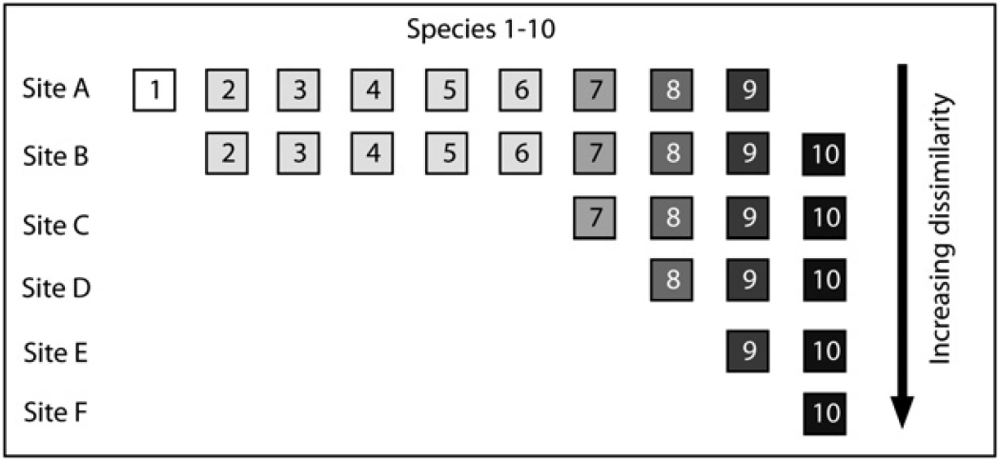 Species 1-10
Site A 1 2 3 4 5 6 7 8 9
Site B 2 3 4 5 6 7 8 9 10
Site C 7 8 9 10
Site D 8 9 10
Site E 9 10
Site F 10
Increasing dissimilarity